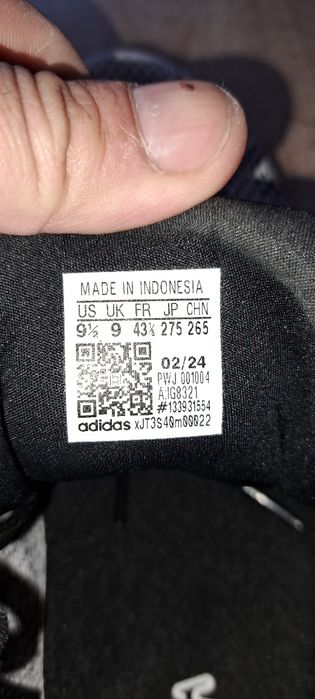 MADE IN INDONESIA
US UK FR JP CHN
9½ 9 43⅓ 275 265
02/24
PWJ 001004
A:IG8321
#133931554
adidas xJT3S40m00022